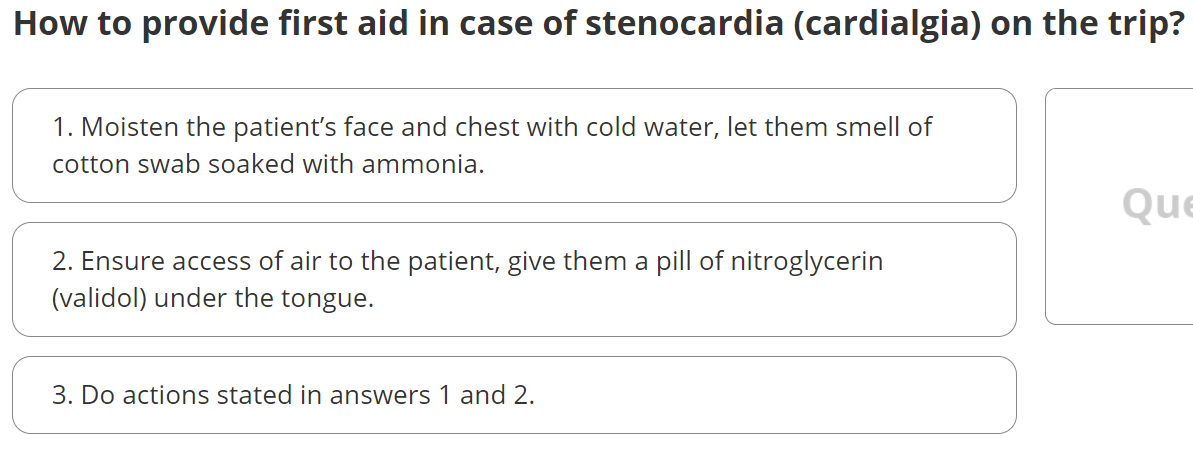 How to provide first aid in case of stenocardia (cardialgia) on the trip?
1. Moisten the patient’s face and chest with cold water, let them smell of
cotton swab soaked with ammonia.
Que
2. Ensure access of air to the patient, give them a pill of nitroglycerin
(validol) under the tongue.
3. Do actions stated in answers 1 and 2.